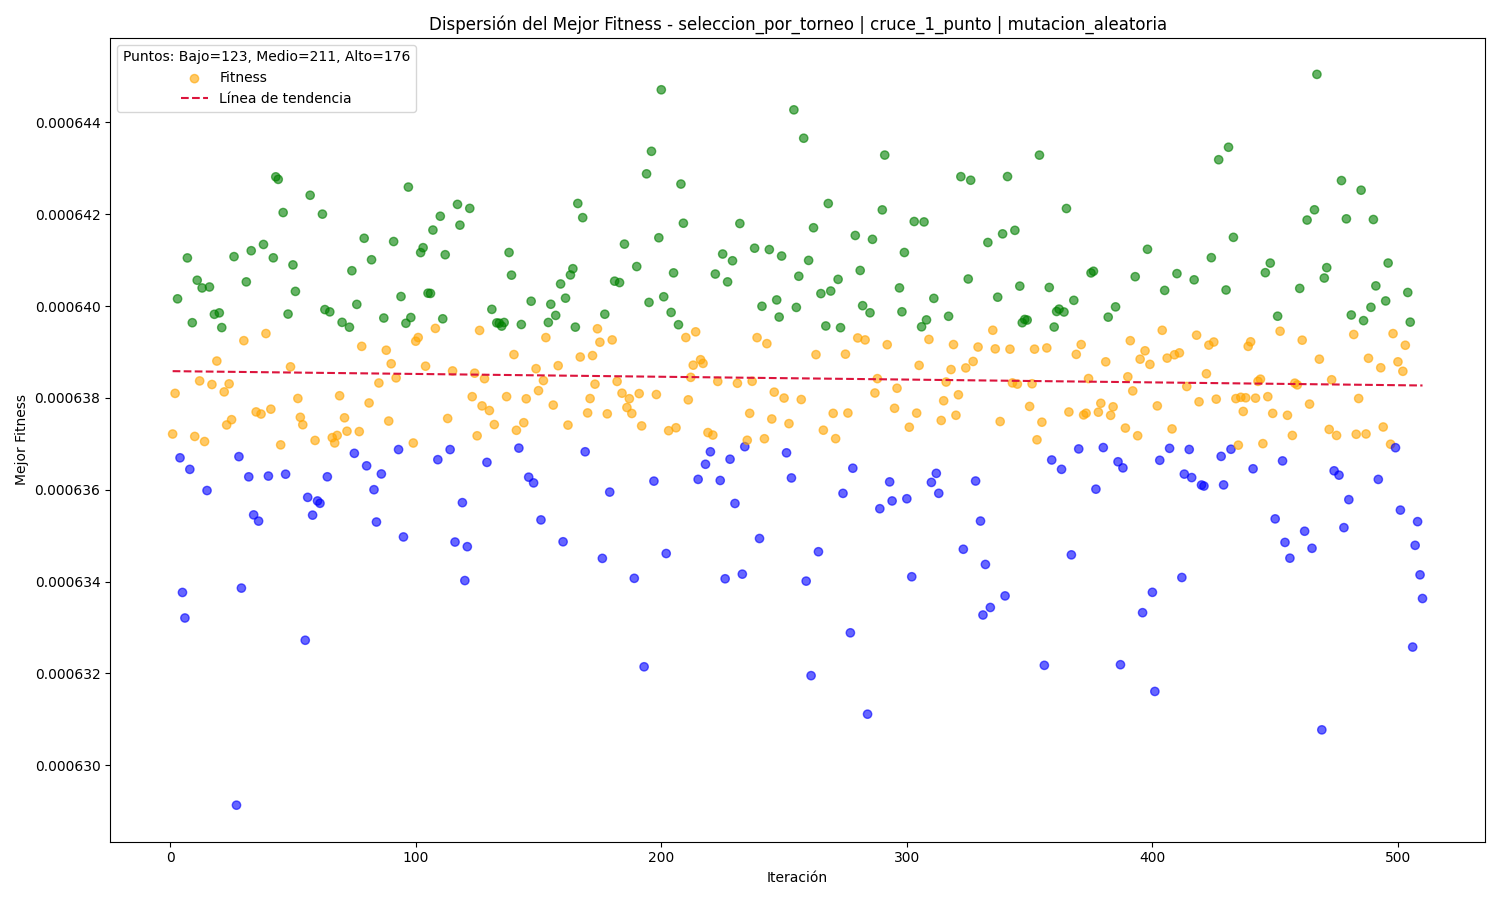 Dispersión del Mejor Fitness - seleccion_por_torneo | cruce_1_punto | mutacion_aleatoria
Puntos: Bajo=123, Medio=211, Alto=176
Fitness
Línea de tendencia
Mejor Fitness
0.000644
0.000642
0.000640
0.000638
0.000636
0.000634
0.000632
0.000630
0
100
200
300
400
500
Iteración